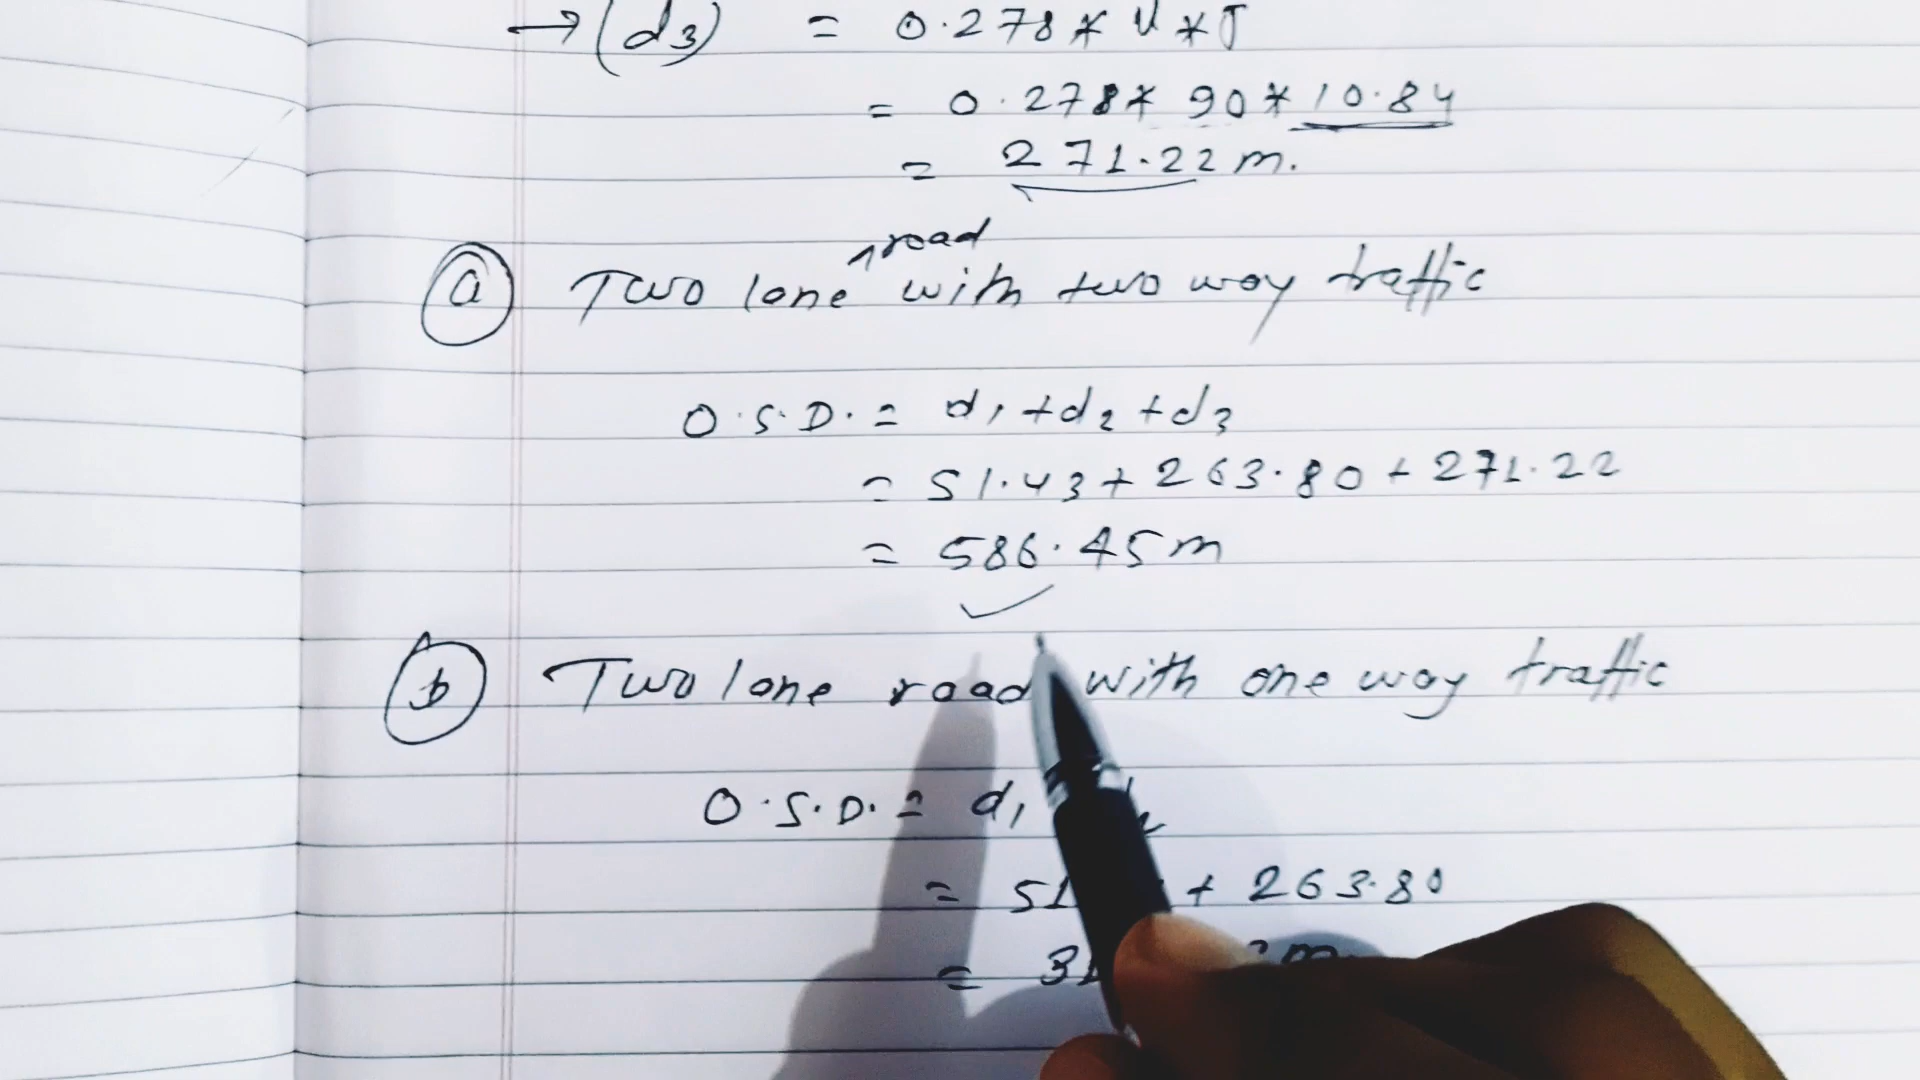 → (d3) = 0.278 * V * T
= 0.278 * 90 * 10.84
= 271.22 m.
(a) Two lane road with two way traffic
O.S.D. = d1 + d2 + d3
= 51.43 + 263.80 + 271.22
= 586.45 m
(b) Two lane road with one way traffic
O.S.D. = d1
= 51 + 263.80
= 31 m